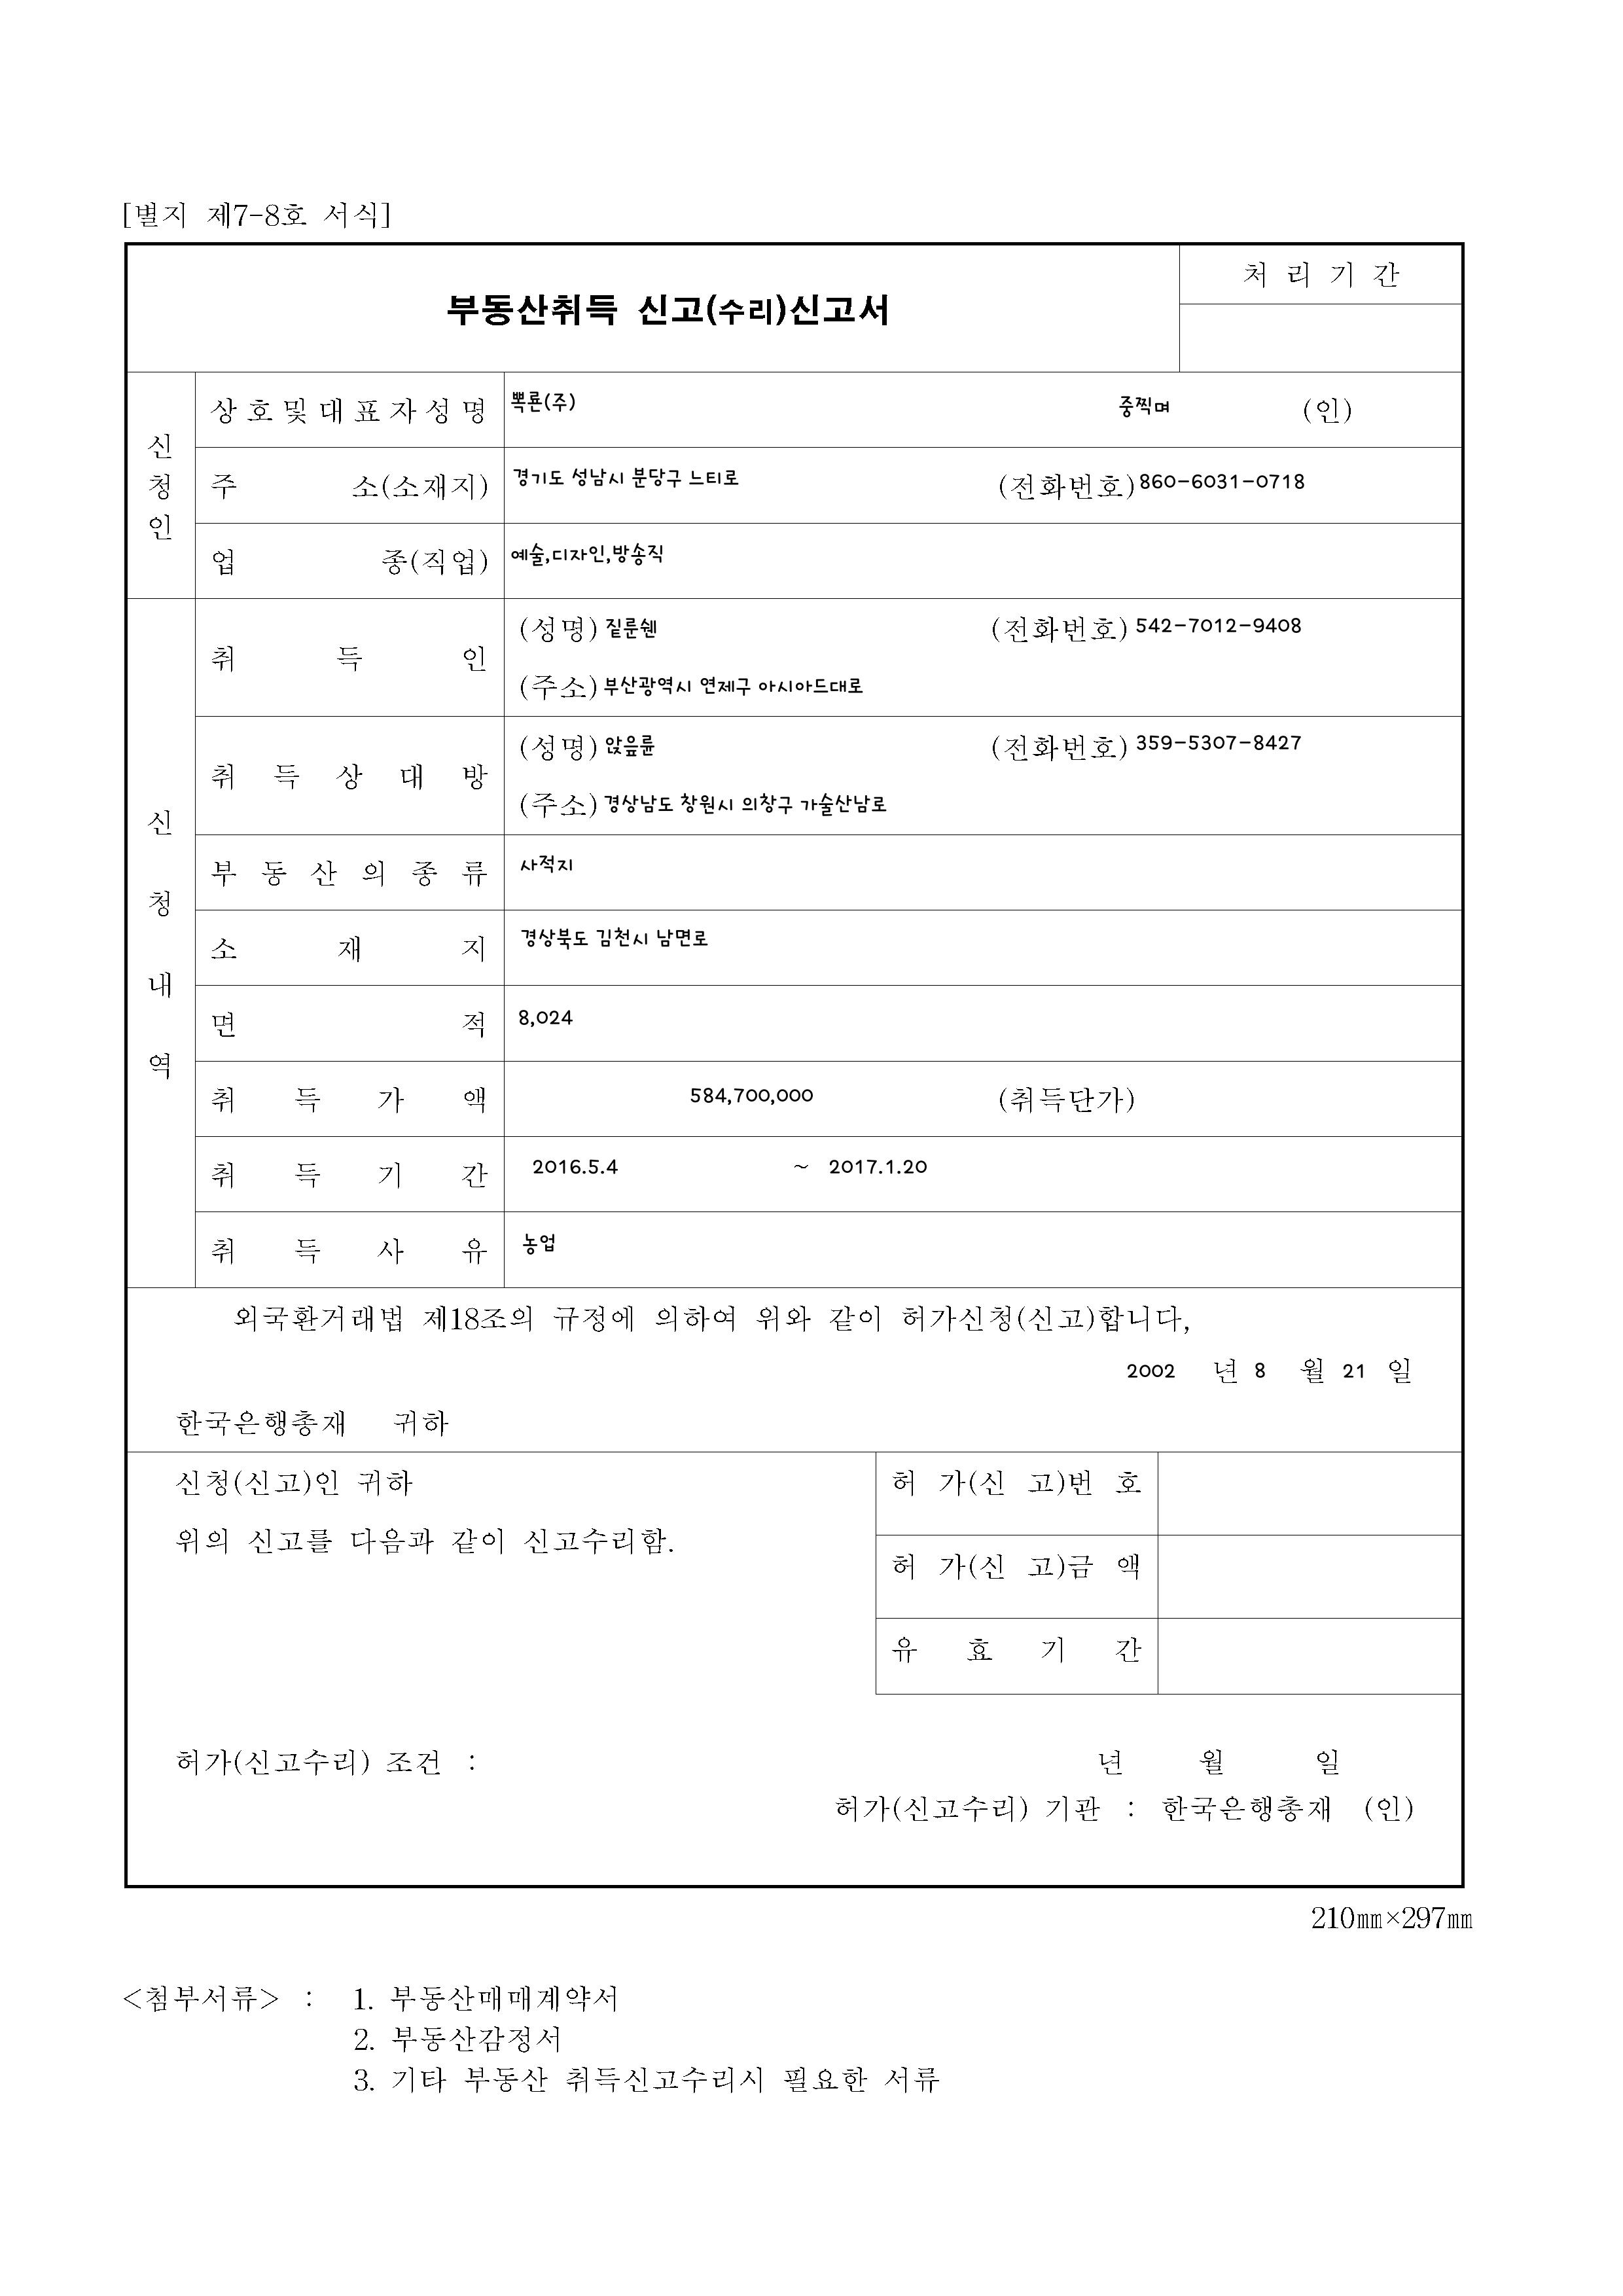 [별지 제7-8호 서식]
부동산취득 신고(수리)신고서
처 리 기 간
신청인
상호및대표자성명 뽁룐(주) 중찍며 (인)
주 소(소재지) 경기도 성남시 분당구 느티로 (전화번호) 860-6031-0718
업 종(직업) 예술,디자인,방송직
신청내역
취 득 인 (성명) 짙룬쉔 (전화번호) 542-7012-9408
(주소) 부산광역시 연제구 아시아드대로
취 득 상 대 방 (성명) 앉읖륜 (전화번호) 359-5307-8427
(주소) 경상남도 창원시 의창구 가술산남로
부 동 산 의 종 류 사적지
소 재 지 경상북도 김천시 남면로
면 적 8,024
취 득 가 액 584,700,000 (취득단가)
취 득 기 간 2016.5.4 ~ 2017.1.20
취 득 사 유 농업
외국환거래법 제18조의 규정에 의하여 위와 같이 허가신청(신고)합니다,
2002 년 8 월 21 일
한국은행총재 귀하
신청(신고)인 귀하
위의 신고를 다음과 같이 신고수리함.
허 가(신 고)번 호
허 가(신 고)금 액
유 효 기 간
허가(신고수리) 조건 : 년 월 일
허가(신고수리) 기관 : 한국은행총재 (인)
210㎜×297㎜
<첨부서류> : 1. 부동산매매계약서
2. 부동산감정서
3. 기타 부동산 취득신고수리시 필요한 서류